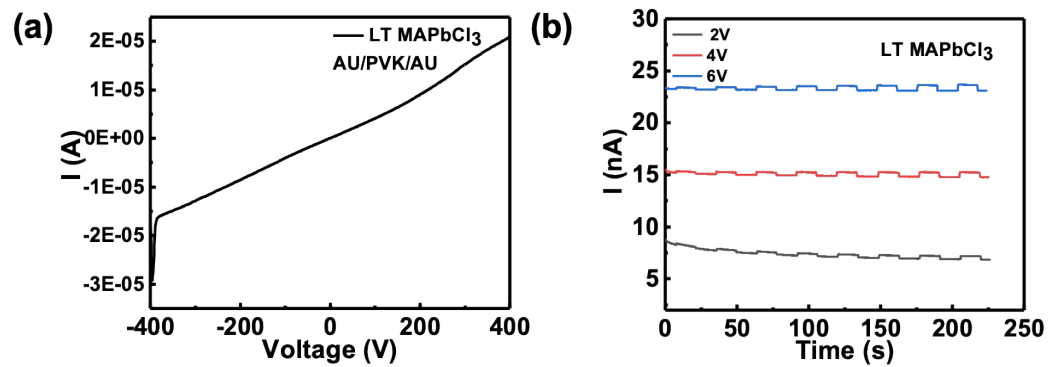 (a)
LT MAPbCl3
AU/PVK/AU
2E-05
1E-05
0E+00
-1E-05
-2E-05
-3E-05
I (A)
-400 -200 0 200 400
Voltage (V)
(b)
2V
4V
6V
LT MAPbCl3
30
25
20
15
10
5
I (nA)
0 50 100 150 200 250
Time (s)